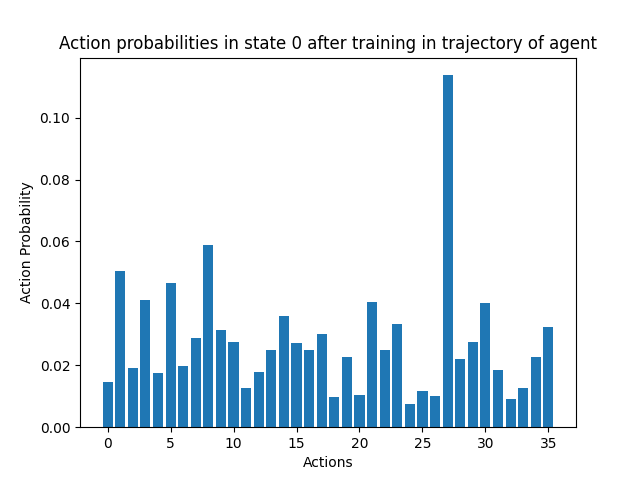 Action probabilities in state 0 after training in trajectory of agent
0.10
0.08
0.06
0.04
0.02
0.00
Action Probability
0 5 10 15 20 25 30 35
Actions